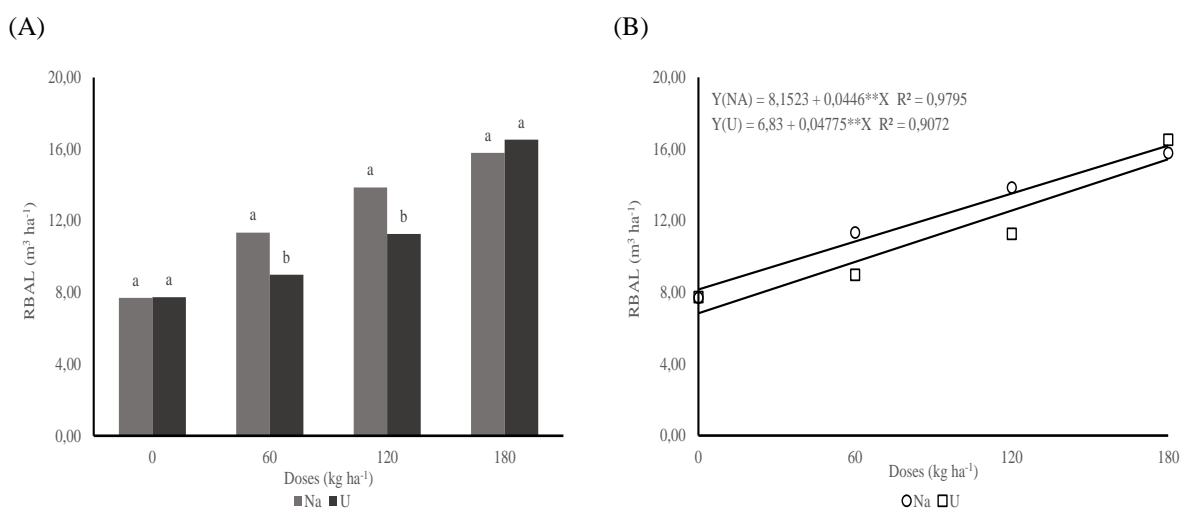 (A)
20,00
16,00
12,00
8,00
4,00
0,00
RBAL (m³ ha⁻¹)
a a
a
b
a
b
a a
0 60 120 180
Doses (kg ha⁻¹)
Na U
(B)
20,00
16,00
12,00
8,00
4,00
0,00
RBAL (m³ ha⁻¹)
Y(NA) = 8,1523 + 0,0446**X R² = 0,9795
Y(U) = 6,83 + 0,04775**X R² = 0,9072
0 60 120 180
Doses (kg ha⁻¹)
Na U